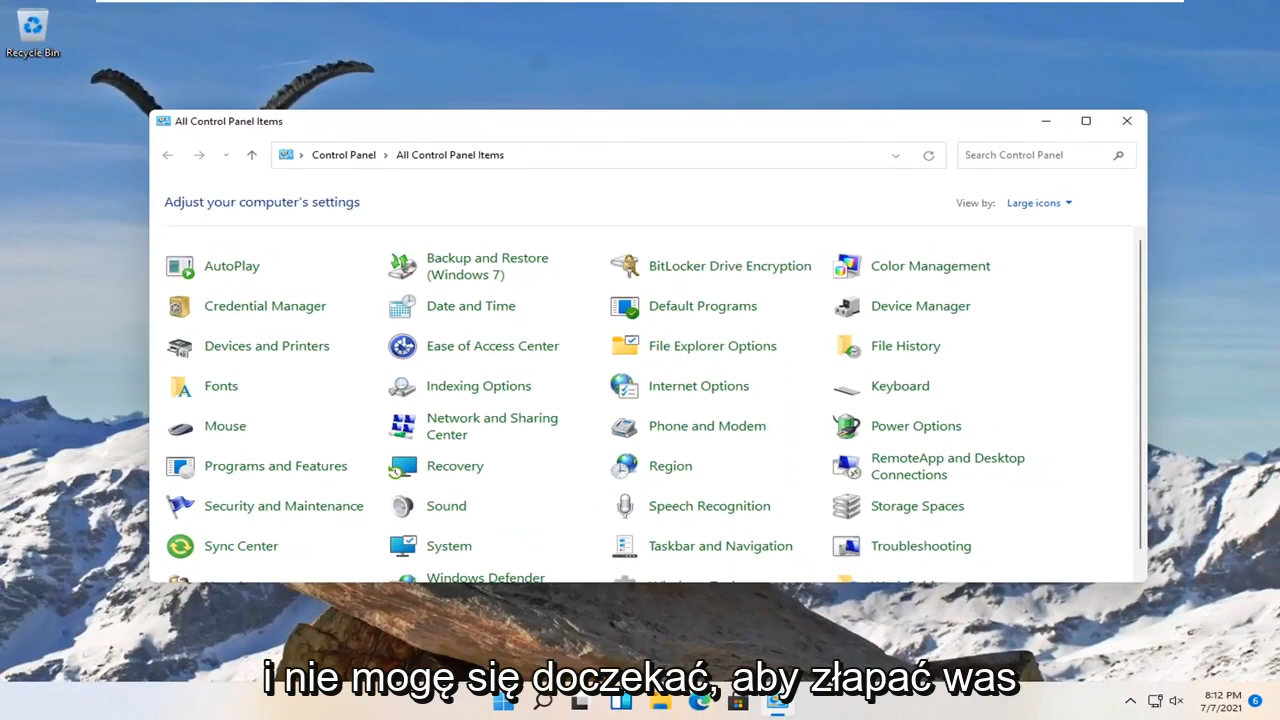 Recycle Bin
All Control Panel Items
Control Panel
All Control Panel Items
Search Control Panel
Adjust your computer's settings
View by:
Large icons
AutoPlay
Backup and Restore
(Windows 7)
BitLocker Drive Encryption
Color Management
Credential Manager
Date and Time
Default Programs
Device Manager
Devices and Printers
Ease of Access Center
File Explorer Options
File History
Fonts
Indexing Options
Internet Options
Keyboard
Mouse
Network and Sharing
Center
Phone and Modem
Power Options
Programs and Features
Recovery
Region
RemoteApp and Desktop
Connections
Security and Maintenance
Sound
Speech Recognition
Storage Spaces
Sync Center
System
Taskbar and Navigation
Troubleshooting
Windows Defender
i nie mogę się doczekać, aby złapać was
8:12 PM
7/7/2021
6